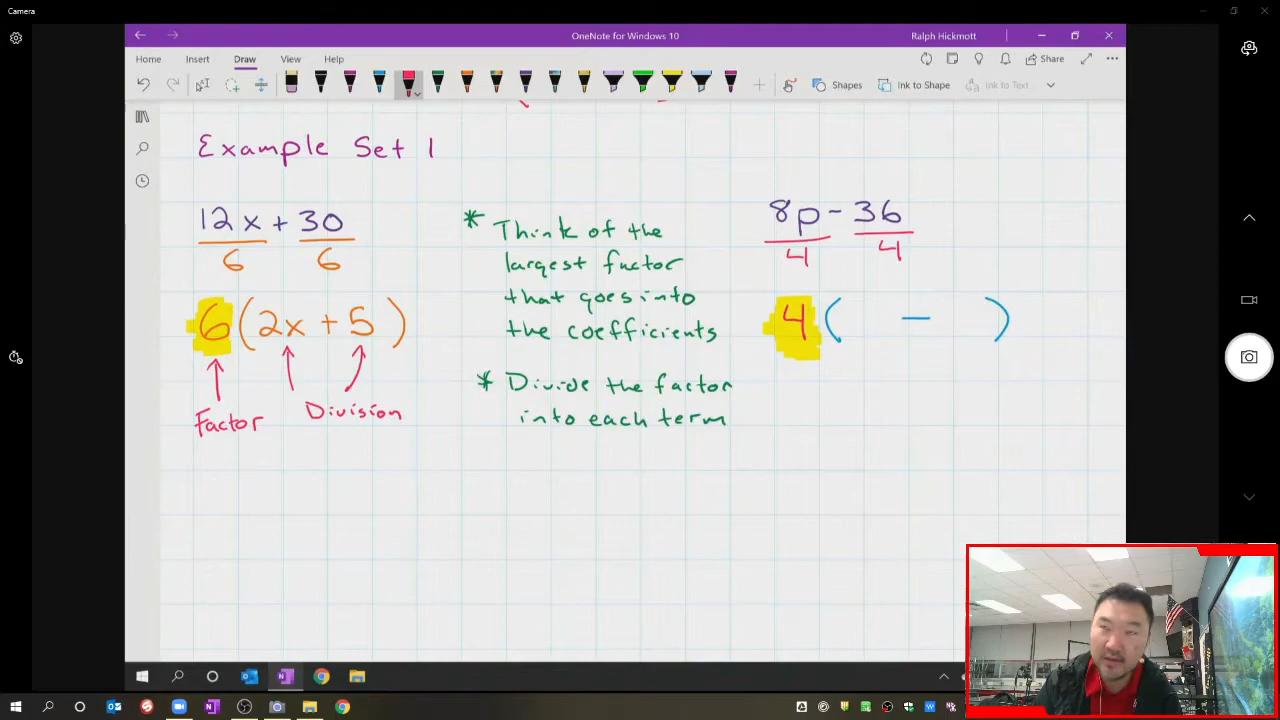 Camera
OneNote for Windows 10
Ralph Hickmott
Home Insert Draw View Help
Share
Shapes Ink to Shape Ink to Text
Example Set 1
12x + 30
6 6
6(2x + 5)
Factor
Division
* Think of the
largest factor
that goes into
the coefficients
* Divide the factor
into each term
8p - 36
4 4
4( - )